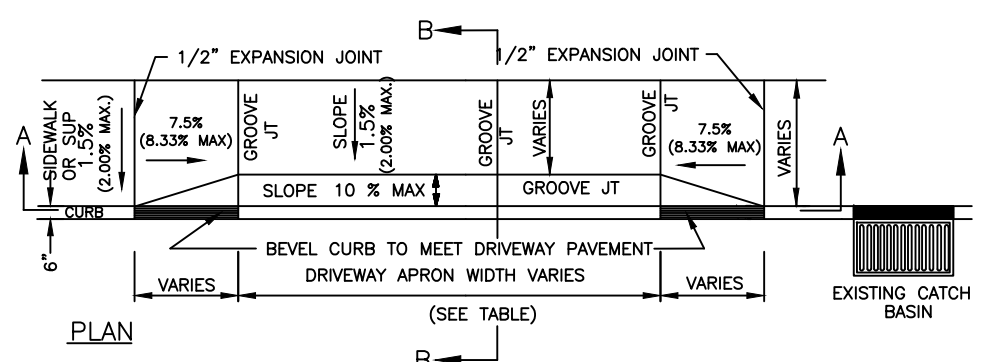 B
1/2" EXPANSION JOINT
1/2" EXPANSION JOINT
A
SIDEWALK
OR SUP
1.5%
(2.00% MAX.)
7.5%
(8.33% MAX)
GROOVE
JT
SLOPE
1.5%
(2.00% MAX.)
GROOVE
JT
VARIES
GROOVE
JT
7.5%
(8.33% MAX)
VARIES
A
SLOPE 10 % MAX
GROOVE JT
CURB
6"
BEVEL CURB TO MEET DRIVEWAY PAVEMENT
DRIVEWAY APRON WIDTH VARIES
VARIES
VARIES
(SEE TABLE)
EXISTING CATCH
BASIN
PLAN
B